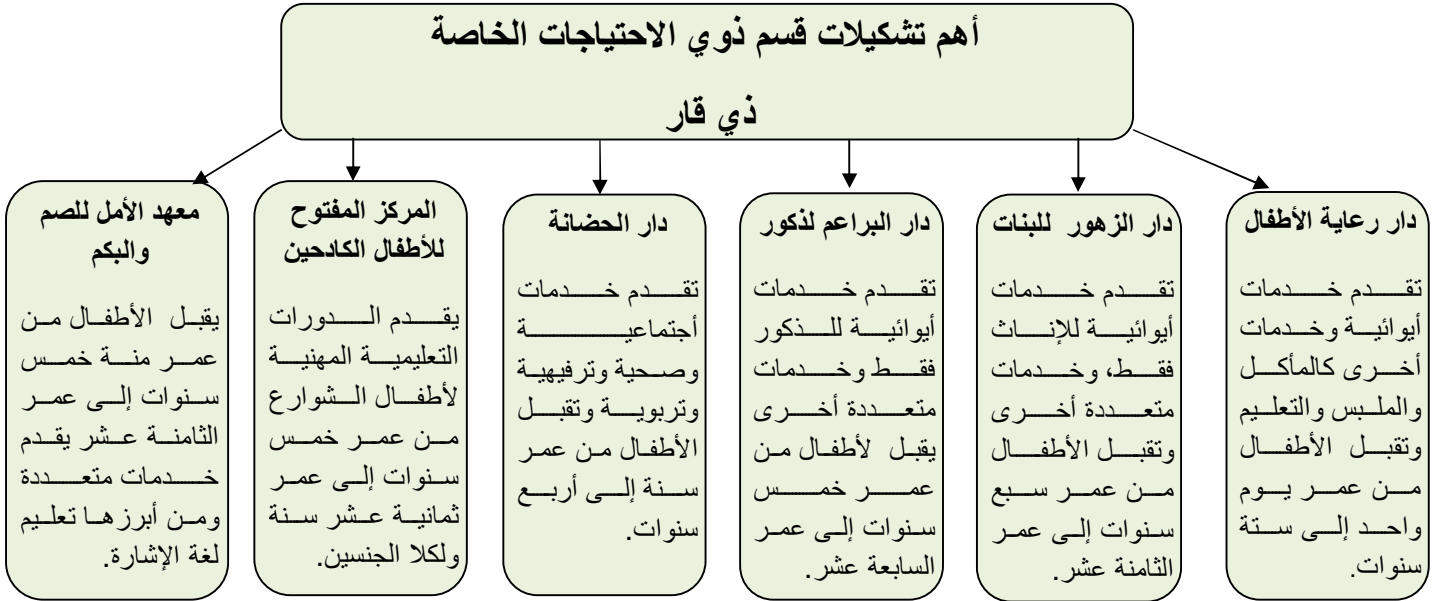 أهم تشكيلات قسم ذوي الاحتياجات الخاصة
ذي قار
دار رعاية الأطفال
تقدم خدمات
أيوائية وخدمات
أخرى كالمأكل
والملبس والتعليم
وتقبل الأطفال
من عمر يوم
واحد إلى ستة
سنوات.
دار الزهور للبنات
تقدم خدمات
أيوائية للإناث
فقط، وخدمات
متعددة أخرى
وتقبل الأطفال
من عمر سبع
سنوات إلى عمر
الثامنة عشر.
دار البراعم لذكور
تقدم خدمات
أيوائية للذكور
فقط وخدمات
متعددة أخرى
يقبل لأطفال من
عمر خمس
سنوات إلى عمر
السابعة عشر.
دار الحضانة
تقدم خدمات
أجتماعية
وصحية وترفيهية
وتربوية وتقبل
الأطفال من عمر
سنة إلى أربع
سنوات.
المركز المفتوح
للأطفال الكادحين
يقدم الدورات
التعليمية المهنية
لأطفال الشوارع
من عمر خمس
سنوات إلى عمر
ثمانية عشر سنة
ولكلا الجنسين.
معهد الأمل للصم
والبكم
يقبل الأطفال من
عمر منة خمس
سنوات إلى عمر
الثامنة عشر يقدم
خدمات متعددة
ومن أبرزها تعليم
لغة الإشارة.